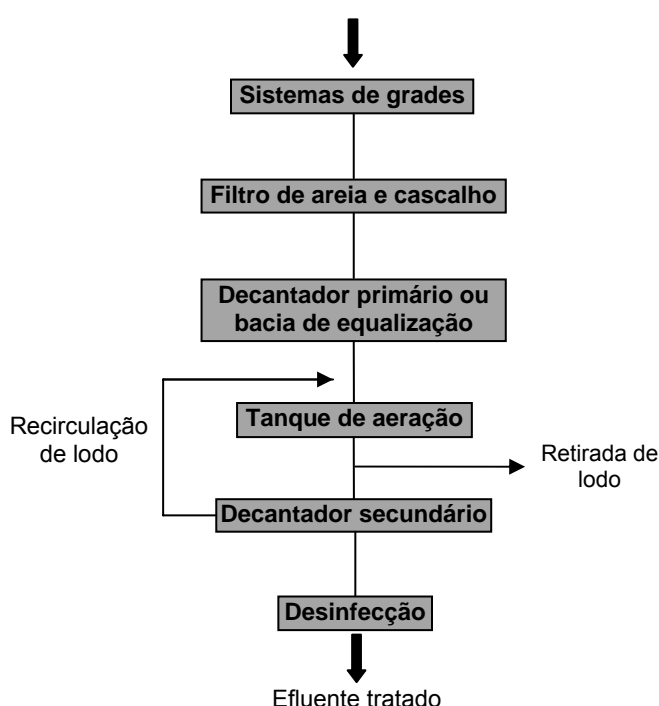 Sistemas de grades
Filtro de areia e cascalho
Decantador primário ou
bacia de equalização
Tanque de aeração
Recirculação
de lodo
Retirada de
lodo
Decantador secundário
Desinfecção
Efluente tratado